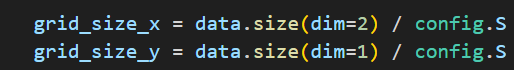 grid_size_x = data.size(dim=2) / config.S
grid_size_y = data.size(dim=1) / config.S